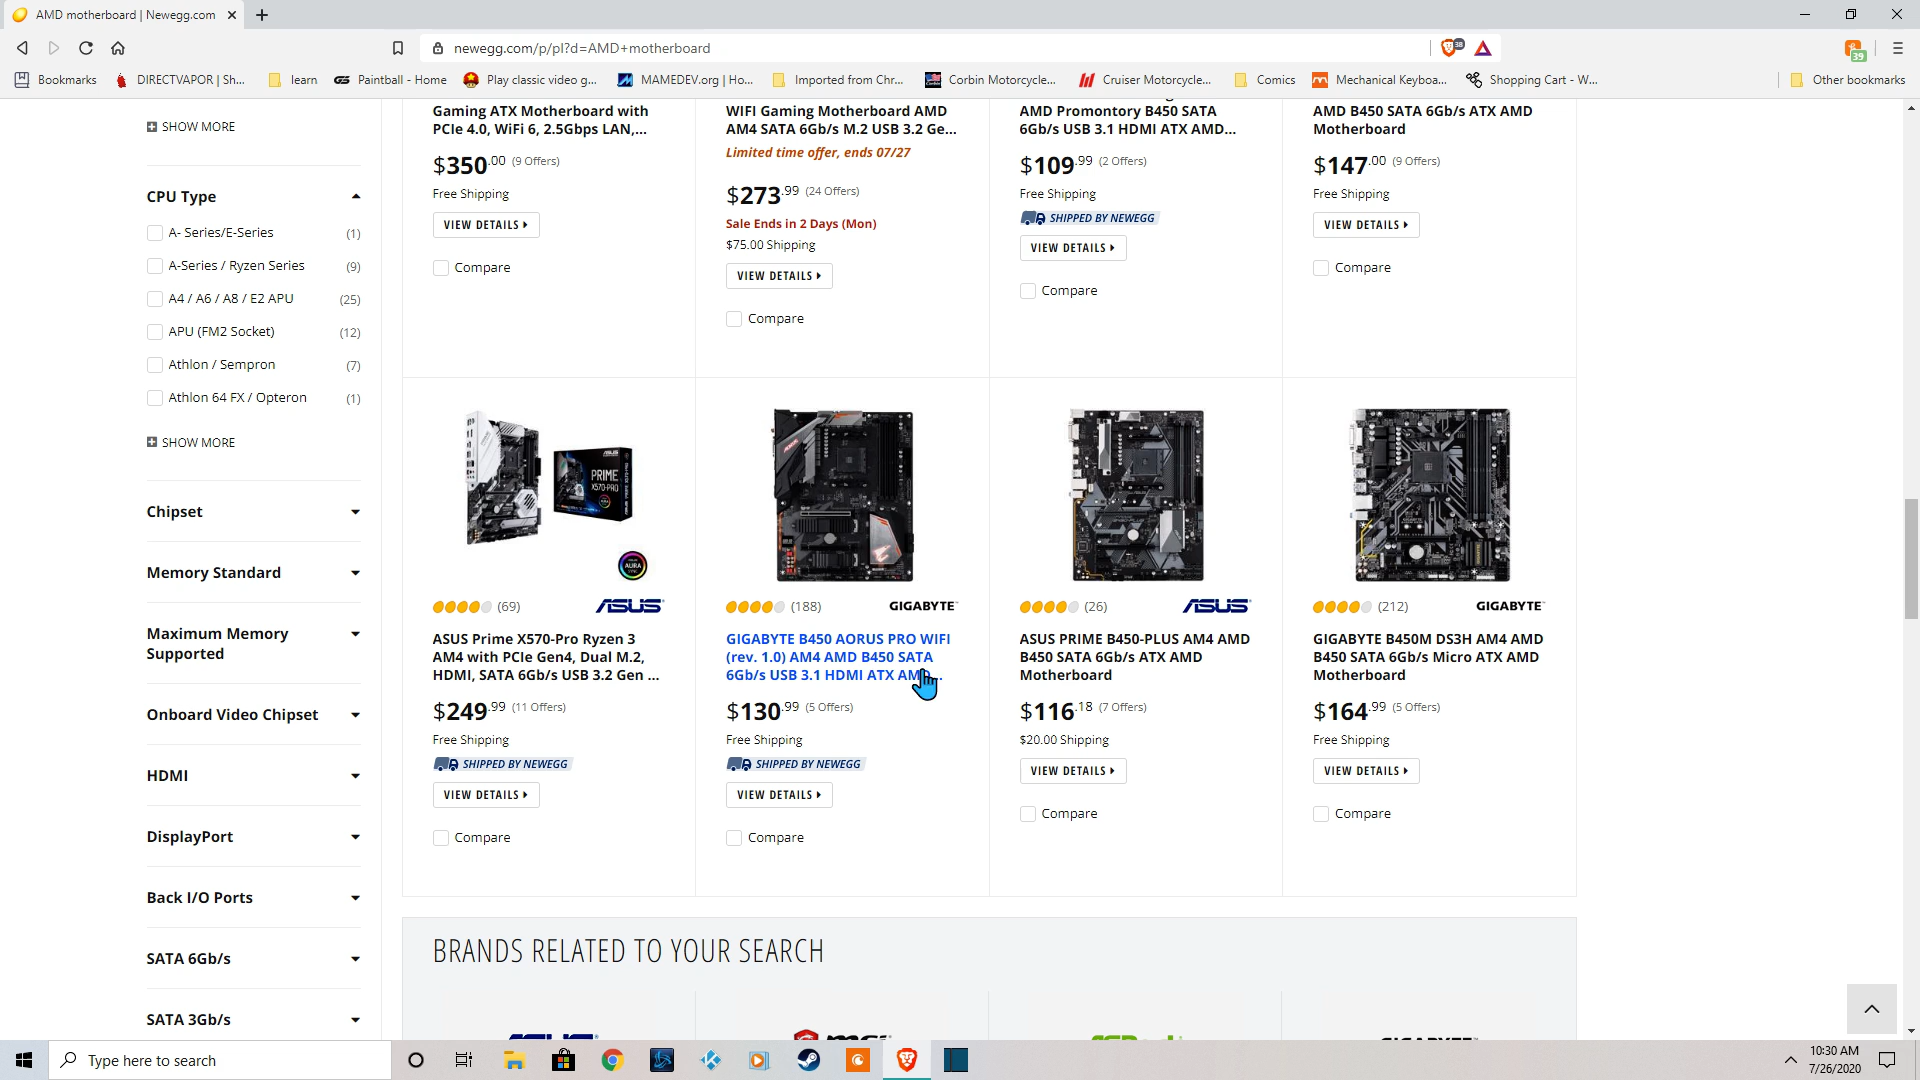 AMD motherboard | Newegg.com
newegg.com/p/pl?d=AMD+motherboard
38
39
Bookmarks
DIRECTVAPOR | Sh...
learn
Paintball - Home
Play classic video g...
MAMEDEV.org | Ho...
Imported from Chr...
Corbin Motorcycle...
Cruiser Motorcycle...
Comics
Mechanical Keyboa...
Shopping Cart - W...
Other bookmarks
SHOW MORE
CPU Type
A- Series/E-Series (1)
A-Series / Ryzen Series (9)
A4 / A6 / A8 / E2 APU (25)
APU (FM2 Socket) (12)
Athlon / Sempron (7)
Athlon 64 FX / Opteron (1)
SHOW MORE
Chipset
Memory Standard
Maximum Memory
Supported
Onboard Video Chipset
HDMI
DisplayPort
Back I/O Ports
SATA 6Gb/s
SATA 3Gb/s
Gaming ATX Motherboard with
PCIe 4.0, WiFi 6, 2.5Gbps LAN,...
$350.00 (9 Offers)
Free Shipping
VIEW DETAILS
Compare
WIFI Gaming Motherboard AMD
AM4 SATA 6Gb/s M.2 USB 3.2 Ge...
Limited time offer, ends 07/27
$273.99 (24 Offers)
Sale Ends in 2 Days (Mon)
$75.00 Shipping
VIEW DETAILS
Compare
AMD Promontory B450 SATA
6Gb/s USB 3.1 HDMI ATX AMD...
$109.99 (2 Offers)
Free Shipping
SHIPPED BY NEWEGG
VIEW DETAILS
Compare
AMD B450 SATA 6Gb/s ATX AMD
Motherboard
$147.00 (9 Offers)
Free Shipping
VIEW DETAILS
Compare
ASUS
PRIME
X570-PRO
AURA
SYNC
(69)
ASUS
ASUS Prime X570-Pro Ryzen 3
AM4 with PCIe Gen4, Dual M.2,
HDMI, SATA 6Gb/s USB 3.2 Gen ...
$249.99 (11 Offers)
Free Shipping
SHIPPED BY NEWEGG
VIEW DETAILS
Compare
(188)
GIGABYTE
GIGABYTE B450 AORUS PRO WIFI
(rev. 1.0) AM4 AMD B450 SATA
6Gb/s USB 3.1 HDMI ATX AMD...
$130.99 (5 Offers)
Free Shipping
SHIPPED BY NEWEGG
VIEW DETAILS
Compare
(26)
ASUS
ASUS PRIME B450-PLUS AM4 AMD
B450 SATA 6Gb/s ATX AMD
Motherboard
$116.18 (7 Offers)
$20.00 Shipping
VIEW DETAILS
Compare
(212)
GIGABYTE
GIGABYTE B450M DS3H AM4 AMD
B450 SATA 6Gb/s Micro ATX AMD
Motherboard
$164.99 (5 Offers)
Free Shipping
VIEW DETAILS
Compare
BRANDS RELATED TO YOUR SEARCH
Type here to search
10:30 AM
7/26/2020